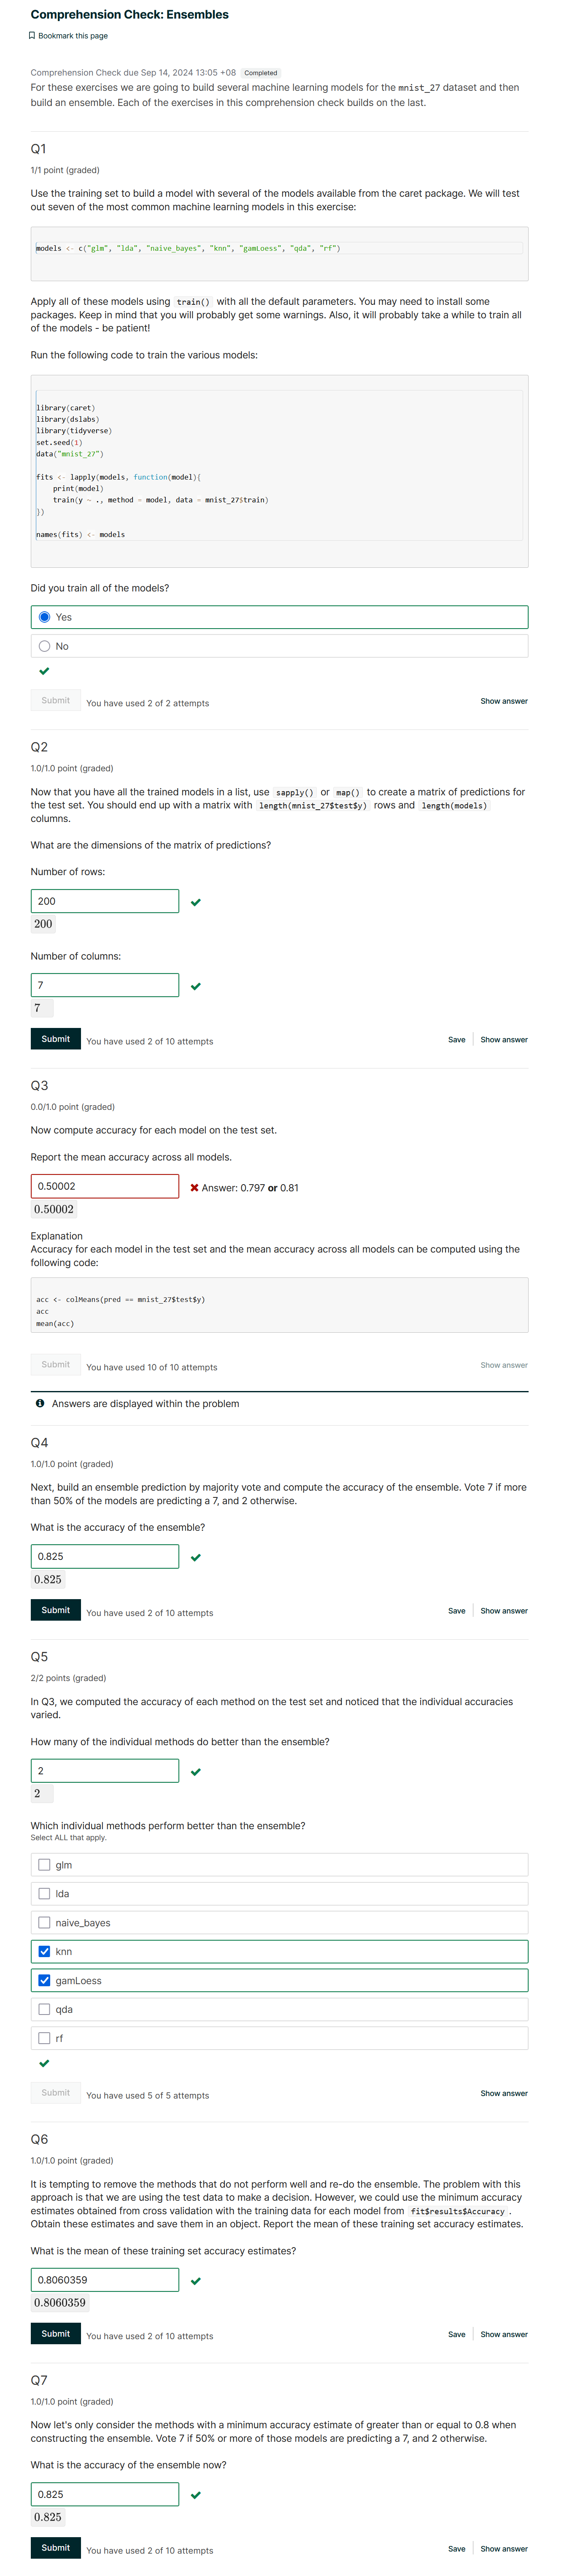 Comprehension Check: Ensembles
Bookmark this page
Comprehension Check due Sep 14, 2024 13:05 +08 Completed
For these exercises we are going to build several machine learning models for the mnist_27 dataset and then
build an ensemble. Each of the exercises in this comprehension check builds on the last.
Q1
1/1 point (graded)
Use the training set to build a model with several of the models available from the caret package. We will test
out seven of the most common machine learning models in this exercise:
models <- c("glm", "lda", "naive_bayes", "knn", "gamLoess", "qda", "rf")
Apply all of these models using train() with all the default parameters. You may need to install some
packages. Keep in mind that you will probably get some warnings. Also, it will probably take a while to train all
of the models - be patient!
Run the following code to train the various models:
library(caret)
library(dslabs)
library(tidyverse)
set.seed(1)
data("mnist_27")
fits <- lapply(models, function(model){
print(model)
train(y ~ ., method = model, data = mnist_27$train)
})
names(fits) <- models
Did you train all of the models?
Yes
No
Submit You have used 2 of 2 attempts Show answer
Q2
1.0/1.0 point (graded)
Now that you have all the trained models in a list, use sapply() or map() to create a matrix of predictions for
the test set. You should end up with a matrix with length(mnist_27$test$y) rows and length(models)
columns.
What are the dimensions of the matrix of predictions?
Number of rows:
200
200
Number of columns:
7
7
Submit You have used 2 of 10 attempts Save Show answer
Q3
0.0/1.0 point (graded)
Now compute accuracy for each model on the test set.
Report the mean accuracy across all models.
0.50002 Answer: 0.797 or 0.81
0.50002
Explanation
Accuracy for each model in the test set and the mean accuracy across all models can be computed using the
following code:
acc <- colMeans(pred == mnist_27$test$y)
acc
mean(acc)
Submit You have used 10 of 10 attempts Show answer
Answers are displayed within the problem
Q4
1.0/1.0 point (graded)
Next, build an ensemble prediction by majority vote and compute the accuracy of the ensemble. Vote 7 if more
than 50% of the models are predicting a 7, and 2 otherwise.
What is the accuracy of the ensemble?
0.825
0.825
Submit You have used 2 of 10 attempts Save Show answer
Q5
2/2 points (graded)
In Q3, we computed the accuracy of each method on the test set and noticed that the individual accuracies
varied.
How many of the individual methods do better than the ensemble?
2
2
Which individual methods perform better than the ensemble?
Select ALL that apply.
glm
lda
naive_bayes
knn
gamLoess
qda
rf
Submit You have used 5 of 5 attempts Show answer
Q6
1.0/1.0 point (graded)
It is tempting to remove the methods that do not perform well and re-do the ensemble. The problem with this
approach is that we are using the test data to make a decision. However, we could use the minimum accuracy
estimates obtained from cross validation with the training data for each model from fit$results$Accuracy .
Obtain these estimates and save them in an object. Report the mean of these training set accuracy estimates.
What is the mean of these training set accuracy estimates?
0.8060359
0.8060359
Submit You have used 2 of 10 attempts Save Show answer
Q7
1.0/1.0 point (graded)
Now let's only consider the methods with a minimum accuracy estimate of greater than or equal to 0.8 when
constructing the ensemble. Vote 7 if 50% or more of those models are predicting a 7, and 2 otherwise.
What is the accuracy of the ensemble now?
0.825
0.825
Submit You have used 2 of 10 attempts Save Show answer